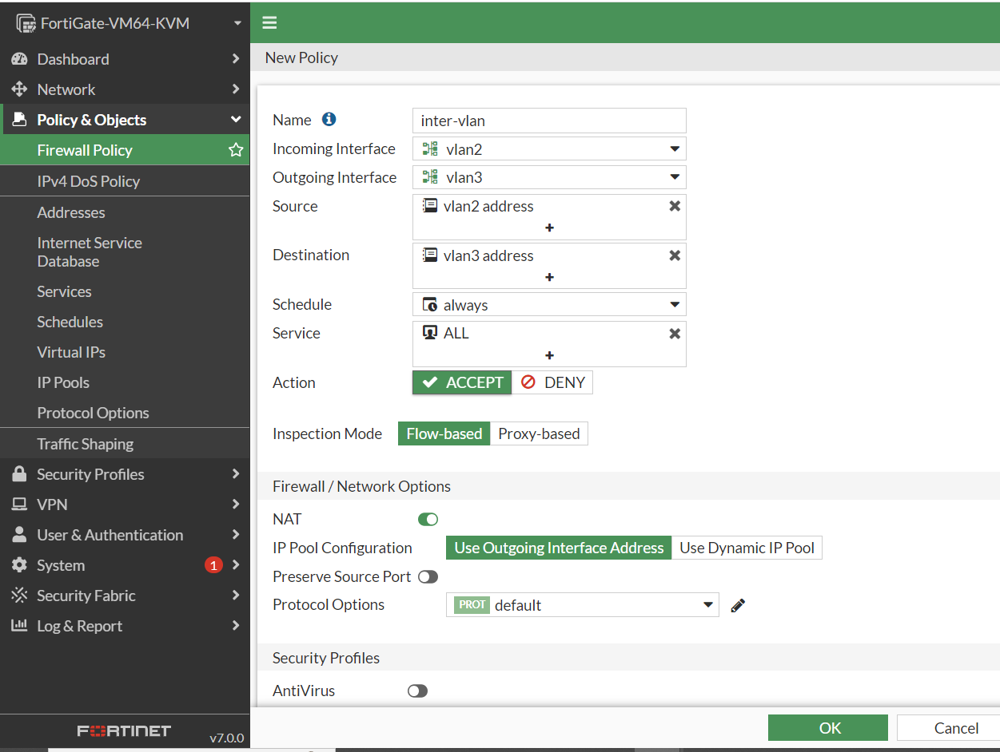 FortiGate-VM64-KVM
Dashboard
Network
Policy & Objects
Firewall Policy
IPv4 DoS Policy
Addresses
Internet Service
Database
Services
Schedules
Virtual IPs
IP Pools
Protocol Options
Traffic Shaping
Security Profiles
VPN
User & Authentication
System 1
Security Fabric
Log & Report
FORTINET v7.0.0
New Policy
Name inter-vlan
Incoming Interface vlan2
Outgoing Interface vlan3
Source vlan2 address
+
Destination vlan3 address
+
Schedule always
Service ALL
+
Action ACCEPT DENY
Inspection Mode Flow-based Proxy-based
Firewall / Network Options
NAT
IP Pool Configuration Use Outgoing Interface Address Use Dynamic IP Pool
Preserve Source Port
Protocol Options PROT default
Security Profiles
AntiVirus
OK Cancel